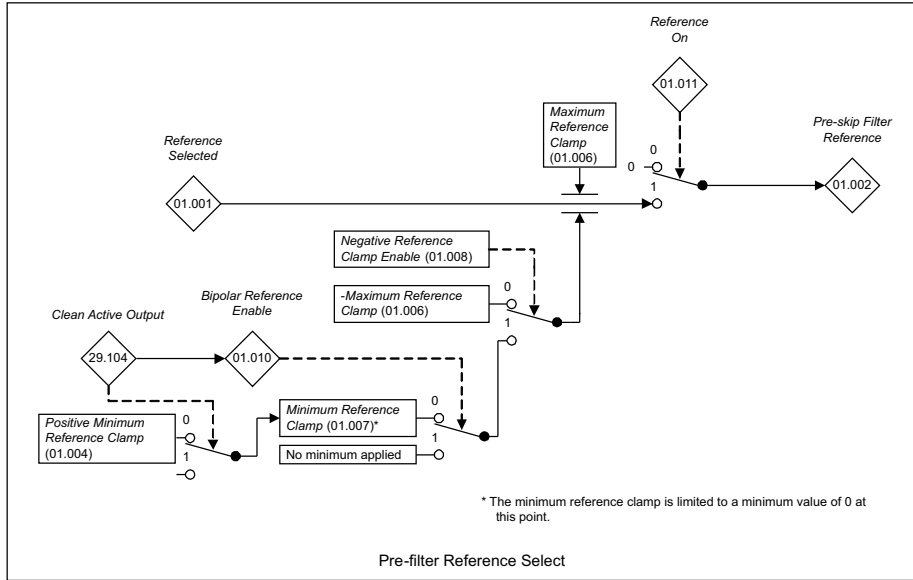 Reference
On
01.011
Maximum
Reference
Clamp
(01.006)
Pre-skip Filter
Reference
Reference
Selected
0
0
1
01.002
01.001
Negative Reference
Clamp Enable (01.008)
-Maximum Reference
Clamp (01.006)
0
1
Clean Active Output
Bipolar Reference
Enable
29.104
01.010
Positive Minimum
Reference Clamp
(01.004)
0
1
Minimum Reference
Clamp (01.007)*
No minimum applied
0
1
* The minimum reference clamp is limited to a minimum value of 0 at
this point.
Pre-filter Reference Select